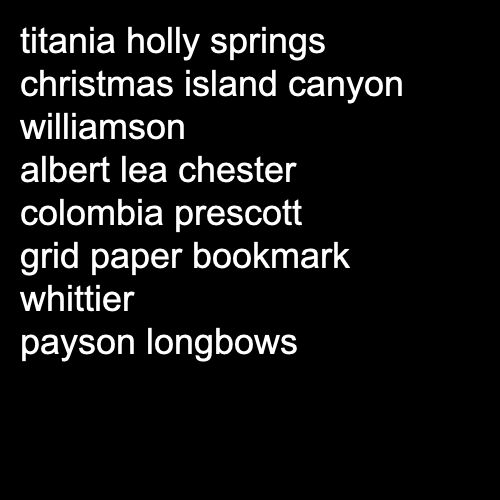 titania holly springs
christmas island canyon
williamson
albert lea chester
colombia prescott
grid paper bookmark
whittier
payson longbows